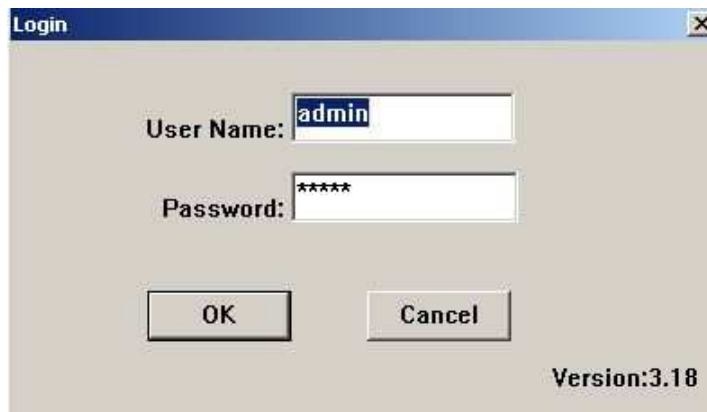 Login
User Name: admin
Password: *****
OK Cancel
Version:3.18